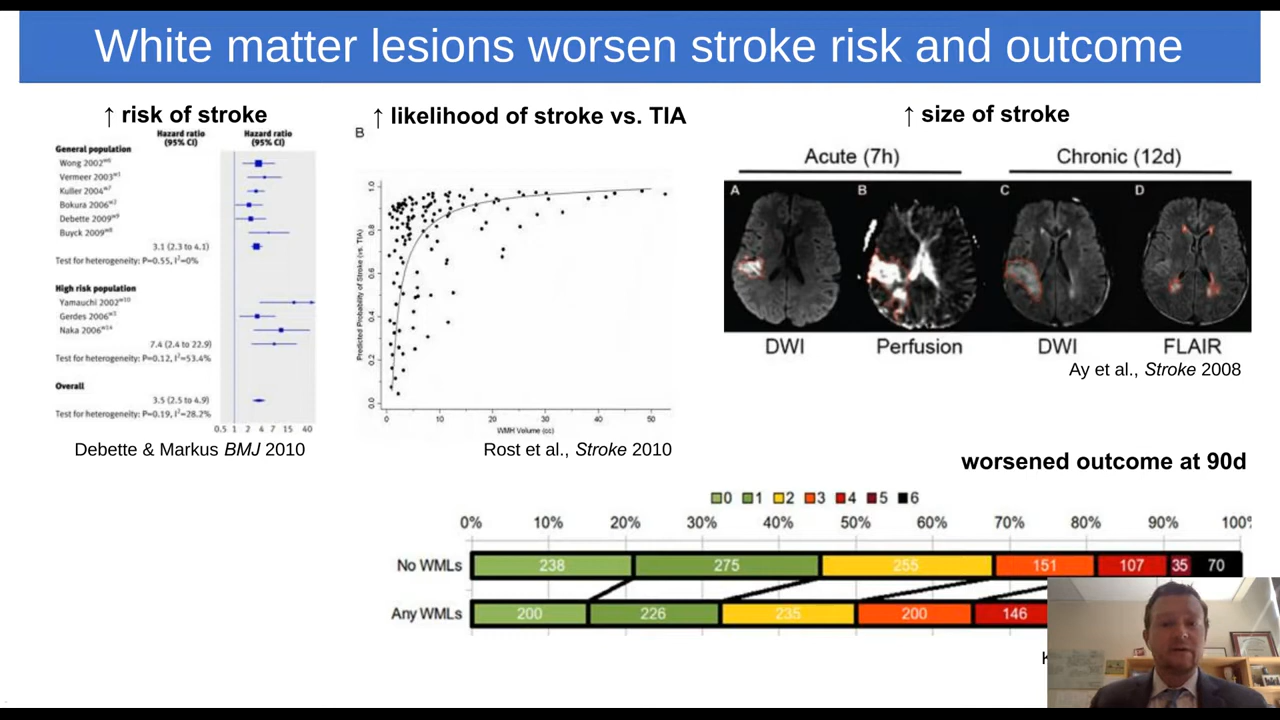 White matter lesions worsen stroke risk and outcome
↑ risk of stroke
Hazard ratio
(95% CI)
Hazard ratio
(95% CI)
General population
Wong 2002
Vermeer 2003
Kuller 2004
Bokura 2006
Debette 2009
Buyck 2009
3.1 (2.3 to 4.1)
Test for heterogeneity: P=0.55, I²=0%
High risk population
Yamauchi 2002
Gerdes 2006
Naka 2006
7.4 (2.4 to 22.9)
Test for heterogeneity: P=0.12, I²=53.4%
Overall
3.5 (2.5 to 4.9)
Test for heterogeneity: P=0.19, I²=28.2%
0.5 1 2 4 7 15 40
Debette & Markus BMJ 2010
↑ likelihood of stroke vs. TIA
B
Predicted Probability of Stroke (vs. TIA)
1.0
0.8
0.6
0.4
0.2
0.0
0 10 20 30 40 50
WMH Volume (cc)
Rost et al., Stroke 2010
↑ size of stroke
Acute (7h) Chronic (12d)
A B C D
DWI Perfusion DWI FLAIR
Ay et al., Stroke 2008
worsened outcome at 90d
0 1 2 3 4 5 6
0% 10% 20% 30% 40% 50% 60% 70% 80% 90% 100%
No WMLs 238 275 255 151 107 35 70
Any WMLs 200 226 235 200 146